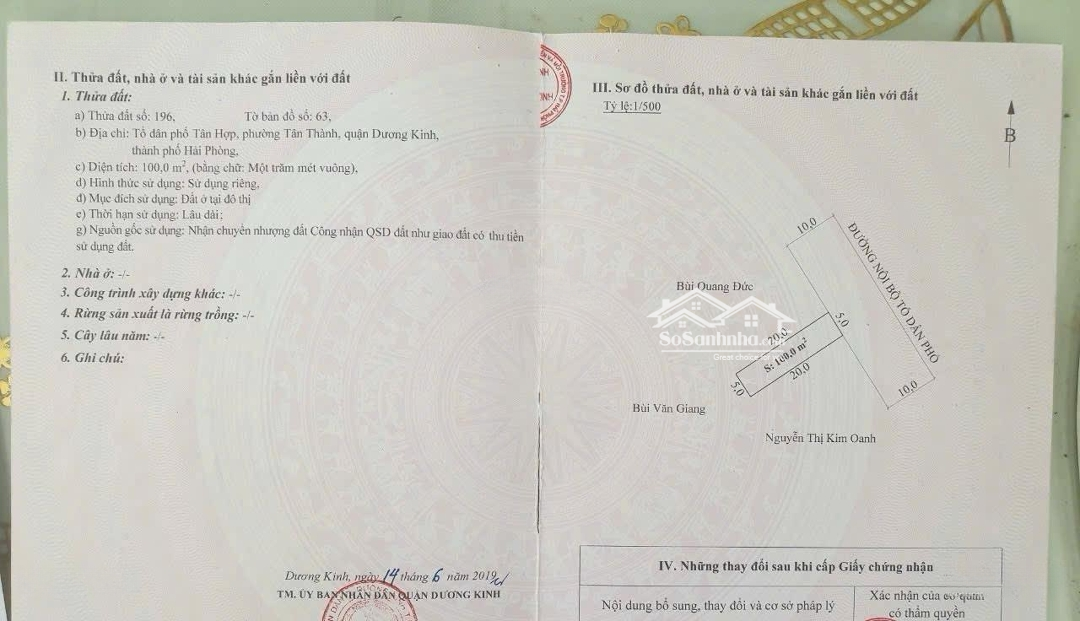 II. Thửa đất, nhà ở và tài sản khác gắn liền với đất
1. Thửa đất:
a) Thửa đất số: 196, Tờ bản đồ số: 63,
b) Địa chỉ: Tổ dân phố Tân Hợp, phường Tân Thành, quận Dương Kinh,
thành phố Hải Phòng,
c) Diện tích: 100,0 m², (bằng chữ: Một trăm mét vuông),
d) Hình thức sử dụng: Sử dụng riêng,
đ) Mục đích sử dụng: Đất ở tại đô thị
e) Thời hạn sử dụng: Lâu dài;
g) Nguồn gốc sử dụng: Nhận chuyển nhượng đất Công nhận QSD đất như giao đất có thu tiền
sử dụng đất.
2. Nhà ở: -/-
3. Công trình xây dựng khác: -/-
4. Rừng sản xuất là rừng trồng: -/-
5. Cây lâu năm: -/-
6. Ghi chú:
Dương Kinh, ngày 14 tháng 6 năm 2019
TM. ỦY BAN NHÂN DÂN QUẬN DƯƠNG KINH
III. Sơ đồ thửa đất, nhà ở và tài sản khác gắn liền với đất
Tỷ lệ:1/500
B
10,0
ĐƯỜNG NỘI BỘ TỔ DÂN PHỐ
Bùi Quang Đức
5,0
20,0
S: 100,0 m²
20,0
5,0
10,0
SoSanhnha
Great choice
Bùi Văn Giang
Nguyễn Thị Kim Oanh
IV. Những thay đổi sau khi cấp Giấy chứng nhận
Nội dung bổ sung, thay đổi và cơ sở pháp lý
Xác nhận của cơ quan
có thẩm quyền